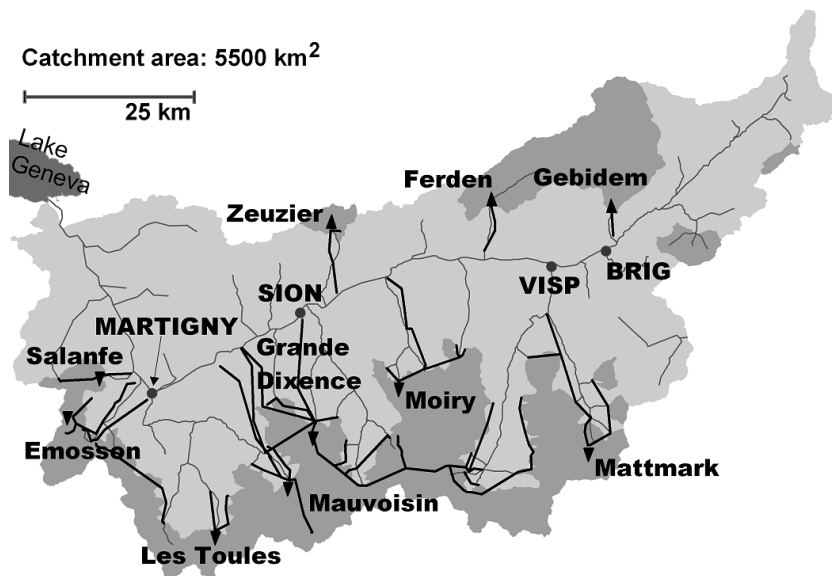 Catchment area: 5500 km²
25 km
Lake
Geneva
Ferden
Gebidem
Zeuzier
BRIG
VISP
SION
MARTIGNY
Grande
Dixence
Salanfe
Moiry
Emosson
Mattmark
Mauvoisin
Les Toules